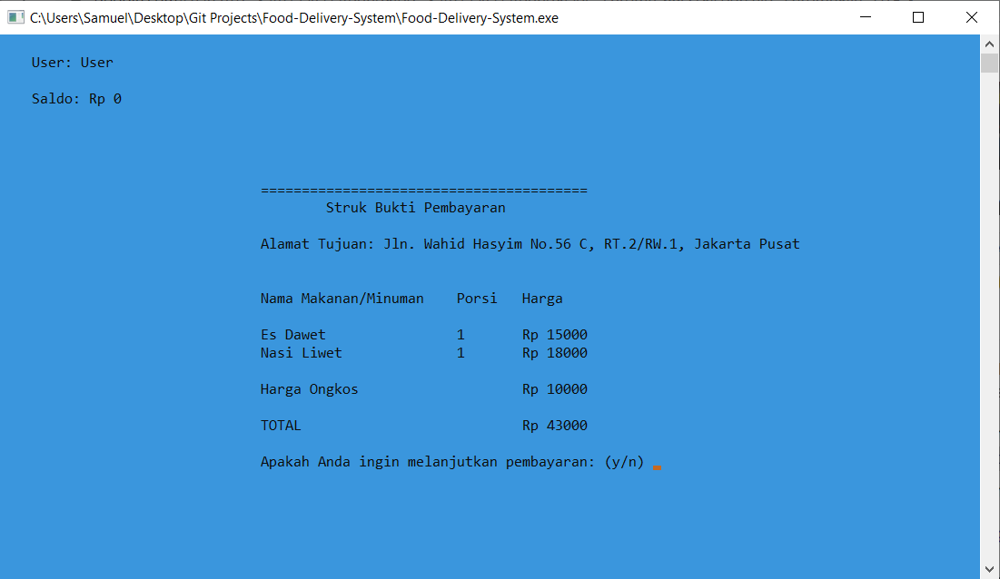 C:\Users\Samuel\Desktop\Git Projects\Food-Delivery-System\Food-Delivery-System.exe
User: User
Saldo: Rp 0
========================================
Struk Bukti Pembayaran
Alamat Tujuan: Jln. Wahid Hasyim No.56 C, RT.2/RW.1, Jakarta Pusat
Nama Makanan/Minuman Porsi Harga
Es Dawet 1 Rp 15000
Nasi Liwet 1 Rp 18000
Harga Ongkos Rp 10000
TOTAL Rp 43000
Apakah Anda ingin melanjutkan pembayaran: (y/n)